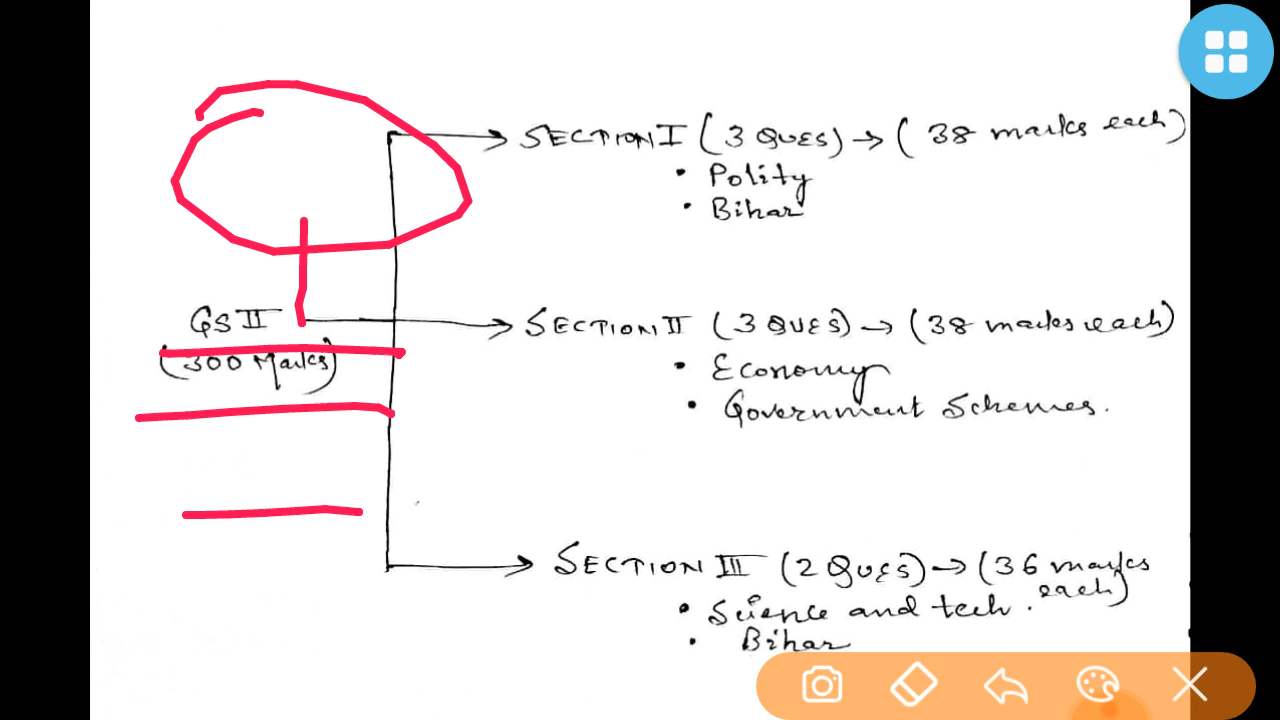 SECTION I (3 QUES) → (38 marks each)
• Polity
• Bihar
GS II
(300 Marks)
SECTION II (3 QUES) → (38 marks each)
• Economy
• Government Schemes.
SECTION III (2 QUES) → (36 marks each)
• Science and tech.
• Bihar